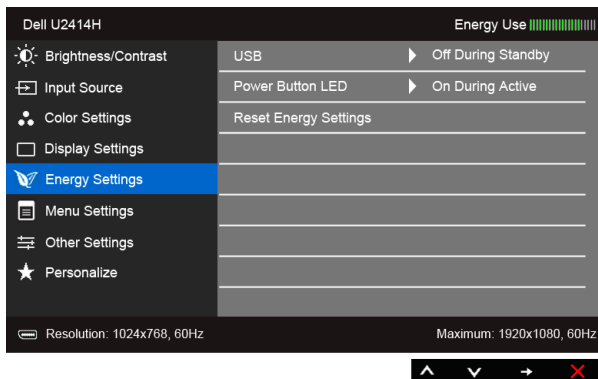 Dell U2414H Energy Use
Brightness/Contrast USB Off During Standby
Input Source Power Button LED On During Active
Color Settings Reset Energy Settings
Display Settings
Energy Settings
Menu Settings
Other Settings
Personalize
Resolution: 1024x768, 60Hz Maximum: 1920x1080, 60Hz